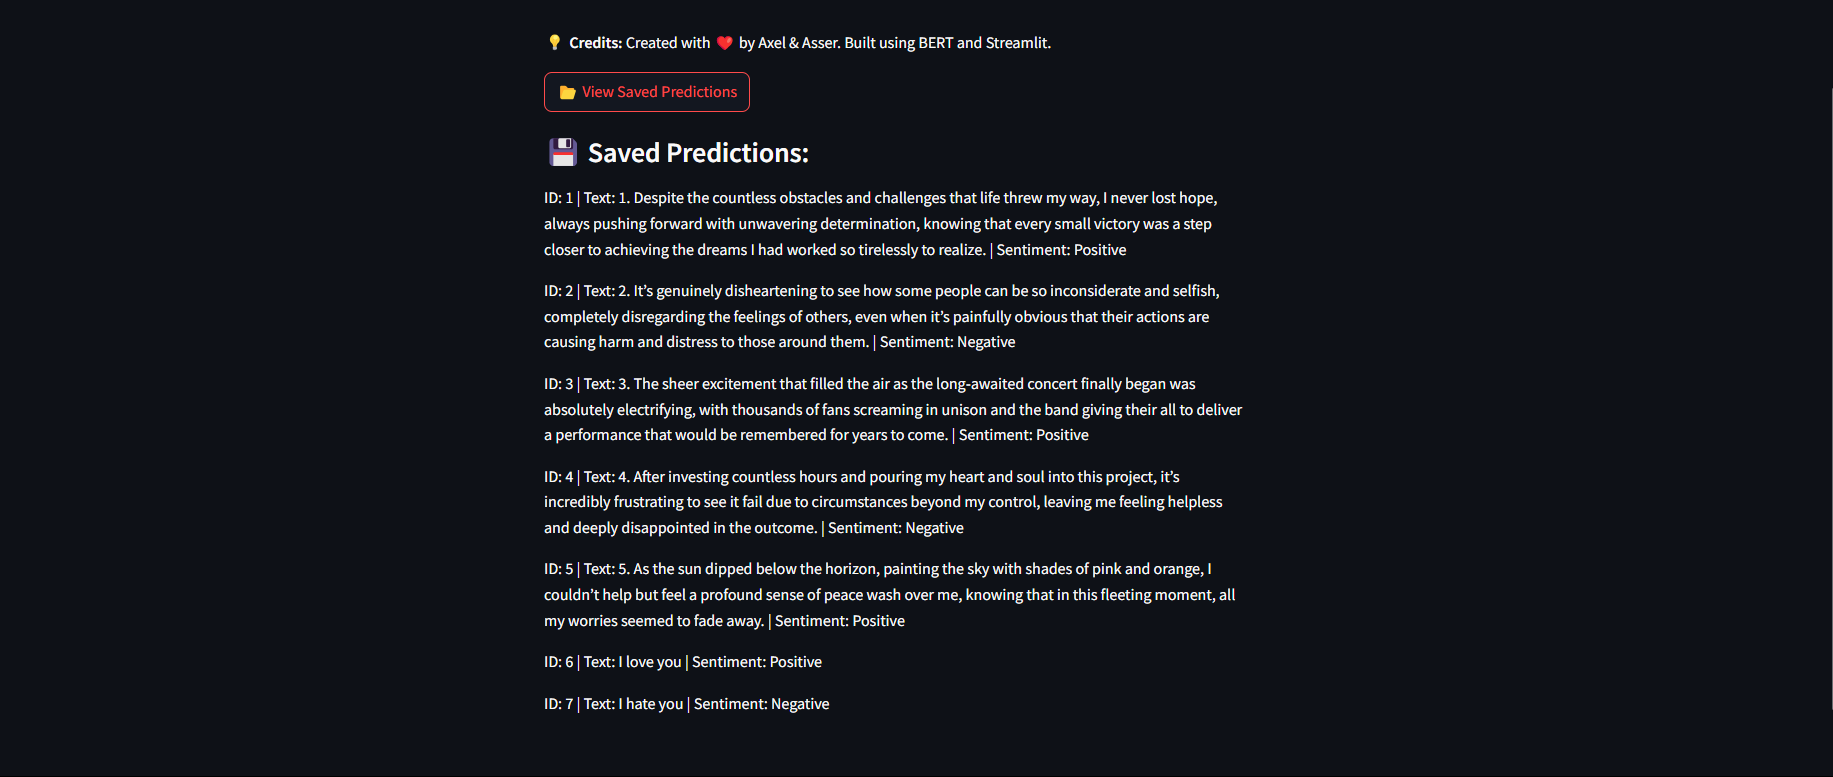 💡 Credits: Created with ❤️ by Axel & Asser. Built using BERT and Streamlit.
📂 View Saved Predictions
💾 Saved Predictions:
ID: 1 | Text: 1. Despite the countless obstacles and challenges that life threw my way, I never lost hope,
always pushing forward with unwavering determination, knowing that every small victory was a step
closer to achieving the dreams I had worked so tirelessly to realize. | Sentiment: Positive
ID: 2 | Text: 2. It’s genuinely disheartening to see how some people can be so inconsiderate and selfish,
completely disregarding the feelings of others, even when it’s painfully obvious that their actions are
causing harm and distress to those around them. | Sentiment: Negative
ID: 3 | Text: 3. The sheer excitement that filled the air as the long-awaited concert finally began was
absolutely electrifying, with thousands of fans screaming in unison and the band giving their all to deliver
a performance that would be remembered for years to come. | Sentiment: Positive
ID: 4 | Text: 4. After investing countless hours and pouring my heart and soul into this project, it’s
incredibly frustrating to see it fail due to circumstances beyond my control, leaving me feeling helpless
and deeply disappointed in the outcome. | Sentiment: Negative
ID: 5 | Text: 5. As the sun dipped below the horizon, painting the sky with shades of pink and orange, I
couldn’t help but feel a profound sense of peace wash over me, knowing that in this fleeting moment, all
my worries seemed to fade away. | Sentiment: Positive
ID: 6 | Text: I love you | Sentiment: Positive
ID: 7 | Text: I hate you | Sentiment: Negative